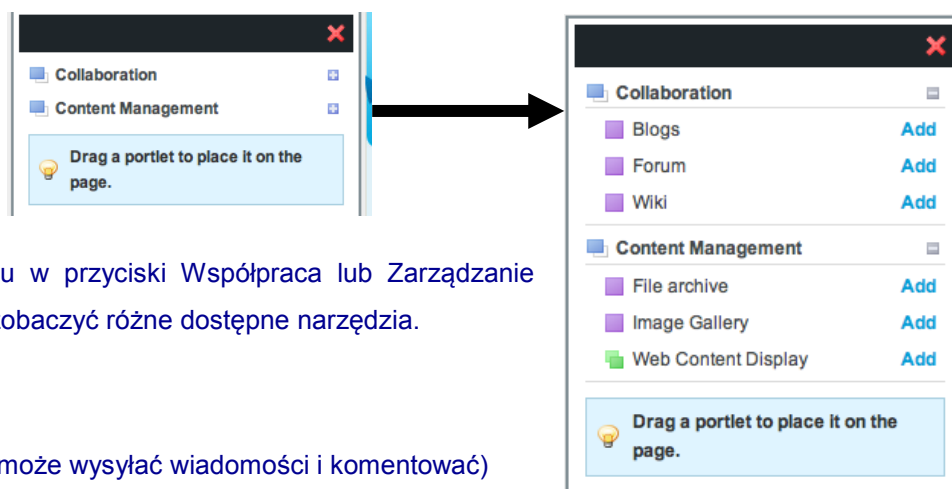 Collaboration
Content Management
Drag a portlet to place it on the
page.
u w przyciski Współpraca lub Zarządzanie
obaczyć różne dostępne narzędzia.
może wysyłać wiadomości i komentować)
Collaboration
Blogs Add
Forum Add
Wiki Add
Content Management
File archive Add
Image Gallery Add
Web Content Display Add
Drag a portlet to place it on the
page.